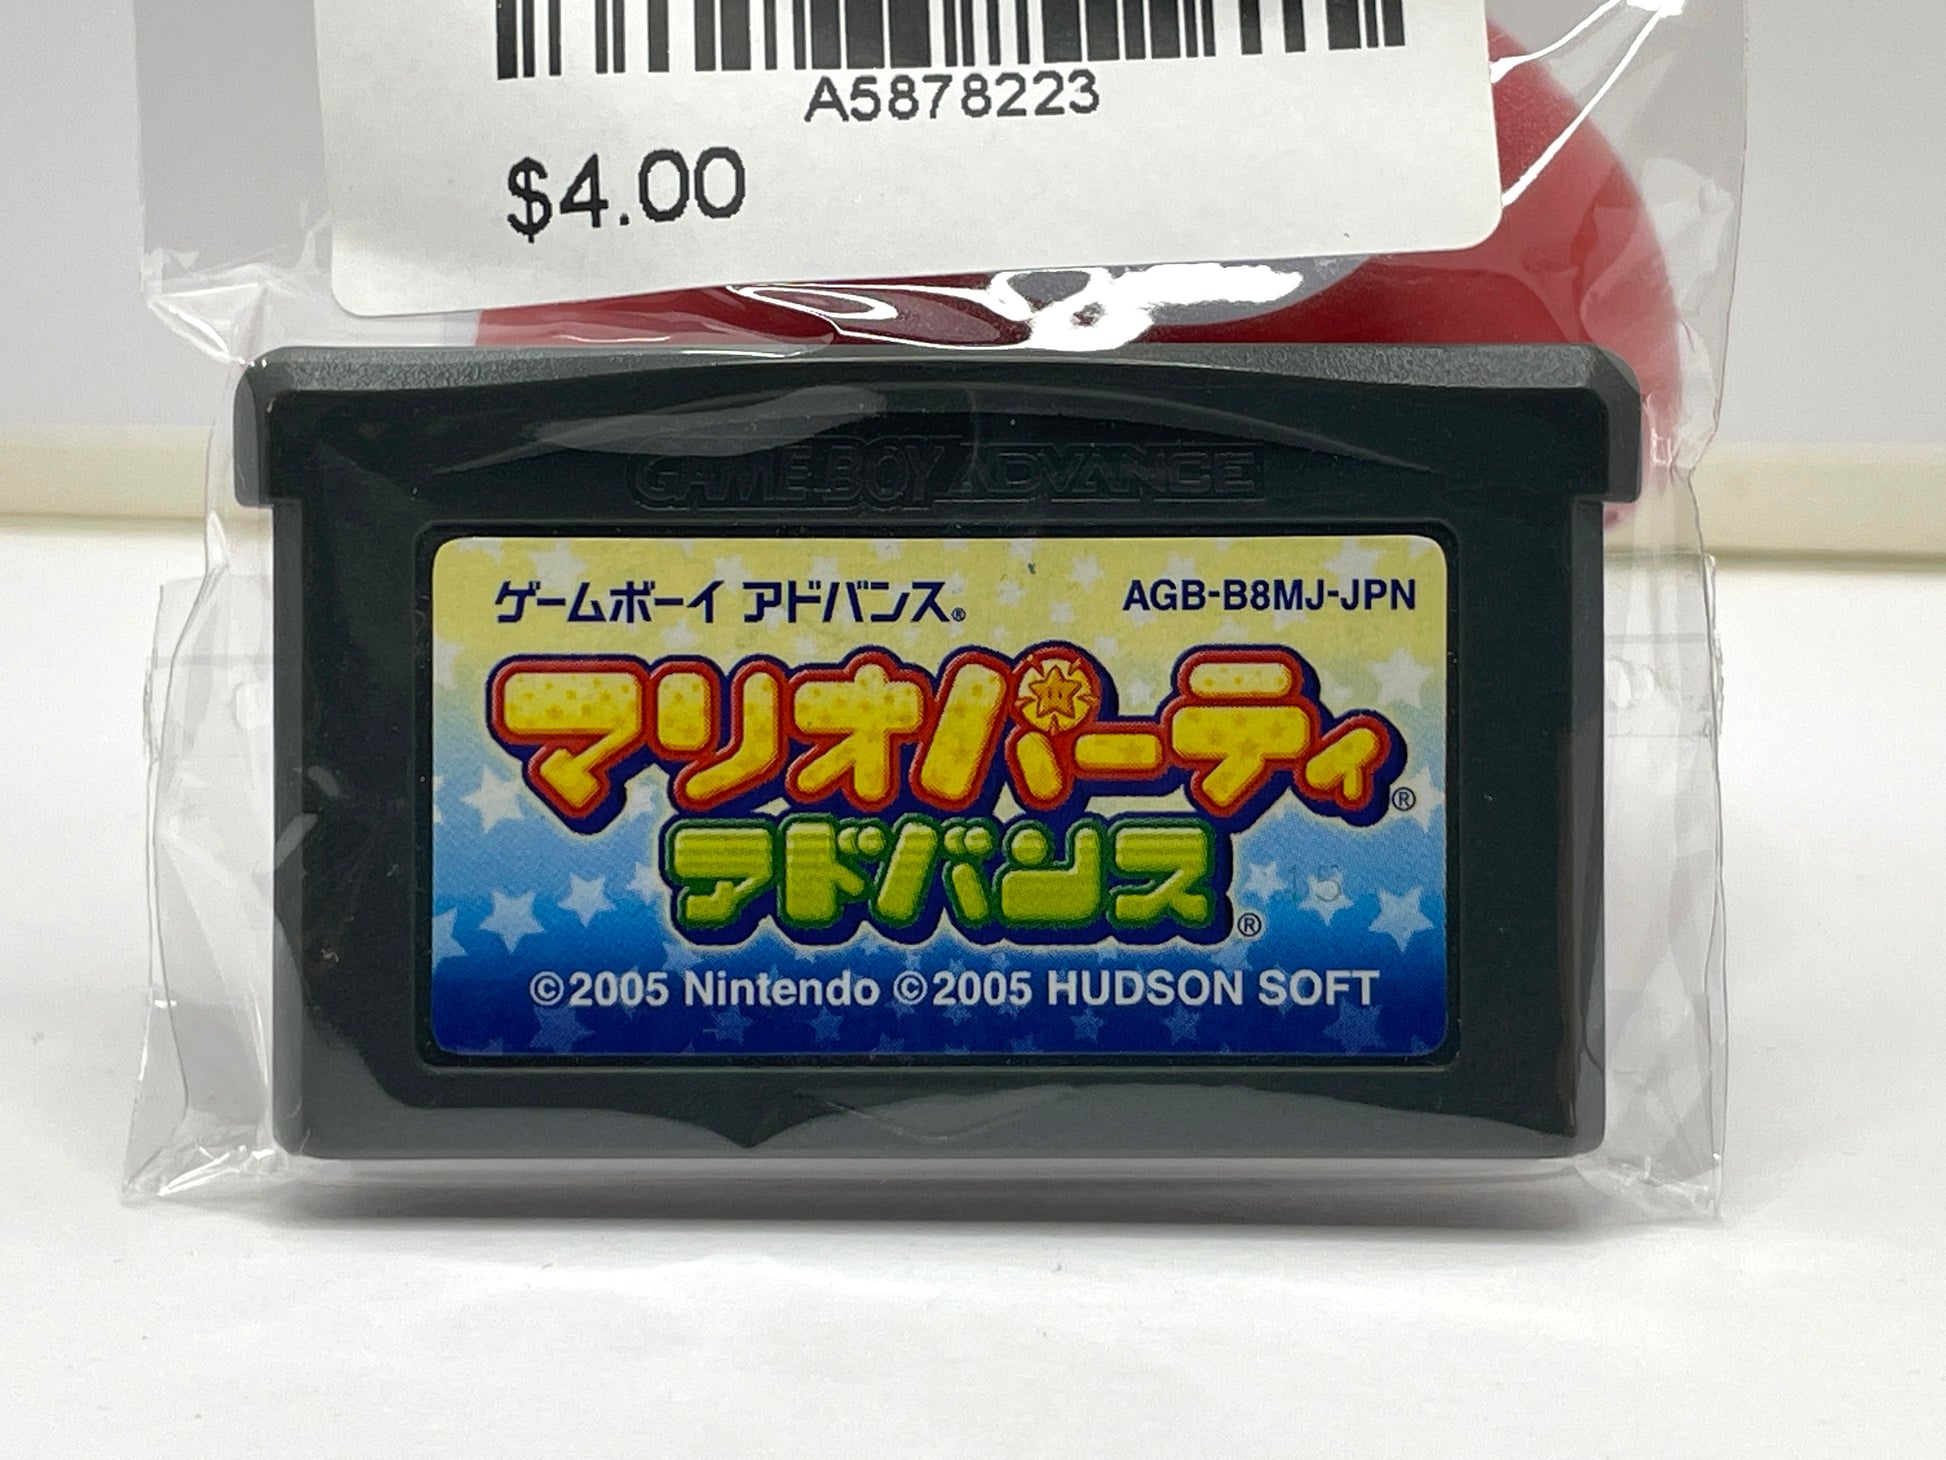 A5878223
$4.00
GAME BOY ADVANCE
ゲームボーイ アドバンス® AGB-B8MJ-JPN
マリオパーティ®
アドバンス®
15
©2005 Nintendo ©2005 HUDSON SOFT